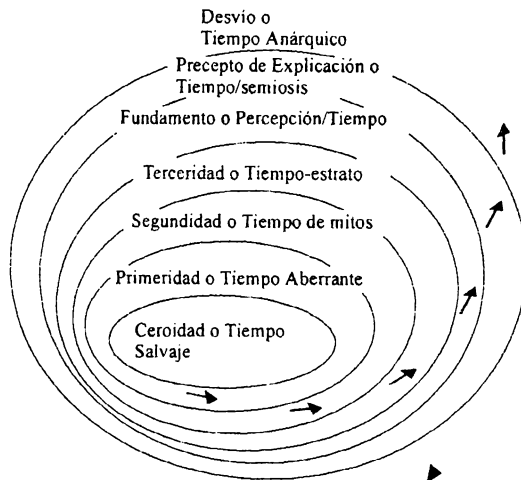 Desvío o
Tiempo Anárquico
Precepto de Explicación o
Tiempo/semiosis
Fundamento o Percepción/Tiempo
Terceridad o Tiempo-estrato
Segundidad o Tiempo de mitos
Primeridad o Tiempo Aberrante
Ceroidad o Tiempo
Salvaje